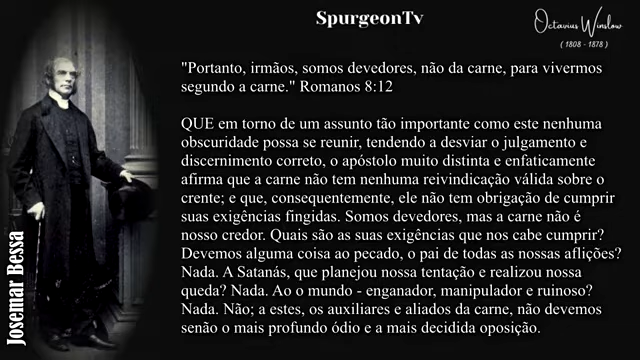 SpurgeonTv
Octavius Winslow
( 1808 - 1878 )
"Portanto, irmãos, somos devedores, não da carne, para vivermos
segundo a carne." Romanos 8:12
QUE em torno de um assunto tão importante como este nenhuma
obscuridade possa se reunir, tendendo a desviar o julgamento e
discernimento correto, o apóstolo muito distinta e enfaticamente
afirma que a carne não tem nenhuma reivindicação válida sobre o
crente; e que, consequentemente, ele não tem obrigação de cumprir
suas exigências fingidas. Somos devedores, mas a carne não é
nosso credor. Quais são as suas exigências que nos cabe cumprir?
Devemos alguma coisa ao pecado, o pai de todas as nossas aflições?
Nada. A Satanás, que planejou nossa tentação e realizou nossa
queda? Nada. Ao o mundo - enganador, manipulador e ruinoso?
Nada. Não; a estes, os auxiliares e aliados da carne, não devemos
senão o mais profundo ódio e a mais decidida oposição.
Josemar Bessa